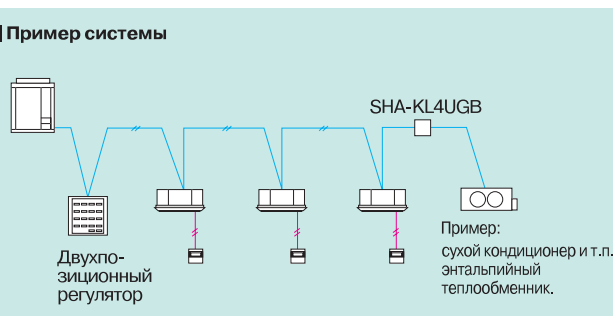 Пример системы
SHA-KL4UGB
Двухпо-
зиционный
регулятор
Пример:
сухой кондиционер и т.п.
энтальпийный
теплообменник.